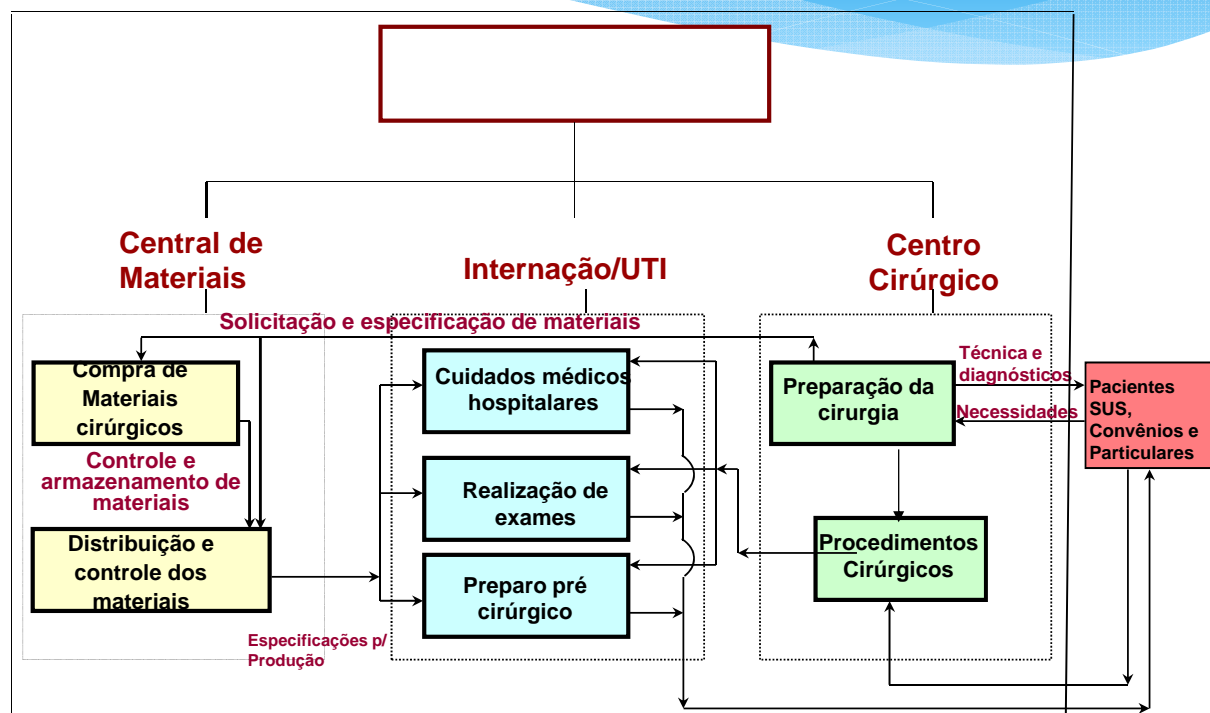 Central de
Materiais
Internação/UTI
Centro
Cirúrgico
Solicitação e especificação de materiais
Compra de
Materiais
cirúrgicos
Controle e
armazenamento de
materiais
Distribuição e
controle dos
materiais
Especificações p/
Produção
Cuidados médicos
hospitalares
Realização de
exames
Preparo pré
cirúrgico
Preparação da
cirurgia
Procedimentos
Cirúrgicos
Técnica e
diagnósticos
Necessidades
Pacientes
SUS,
Convênios e
Particulares